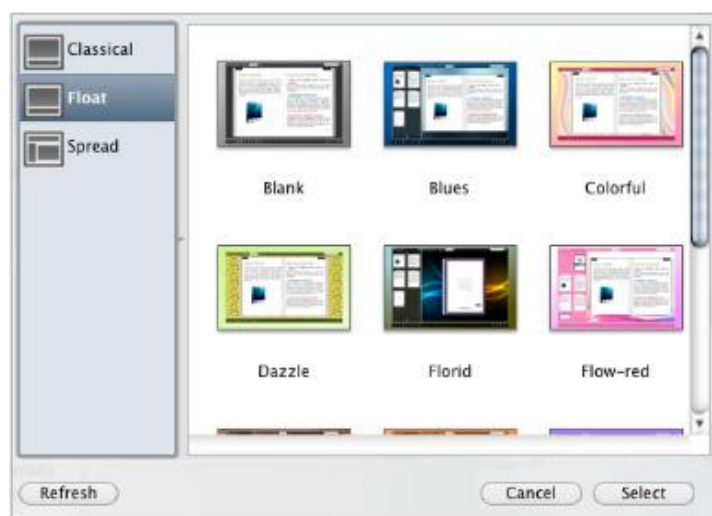 Classical
Float
Spread
Blank Blues Colorful
Dazzle Florid Flow-red
Refresh Cancel Select